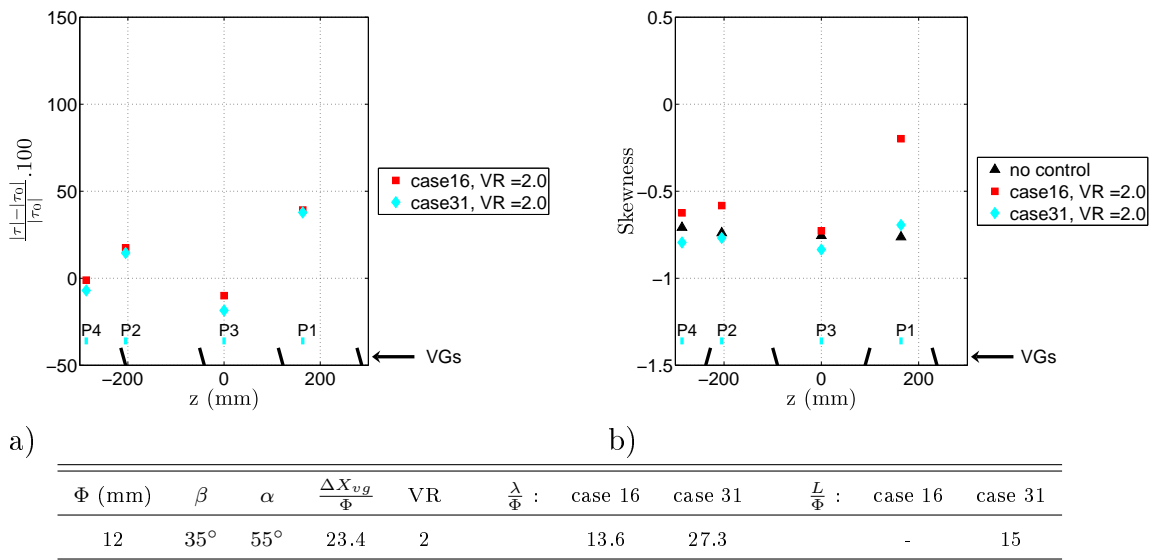 150
100
50
0
−50
|τ|−|τ0|
|τ0| .100
−200 0 200
z (mm)
P4 P2 P3 P1
VGs
case16, VR =2.0
case31, VR =2.0
a)
0.5
0
−0.5
−1
−1.5
Skewness
−200 0 200
z (mm)
P4 P2 P3 P1
VGs
no control
case16, VR =2.0
case31, VR =2.0
b)
Φ (mm) β α ΔXvg/Φ VR λ/Φ : case 16 case 31 L/Φ : case 16 case 31
12 35° 55° 23.4 2 13.6 27.3 - 15